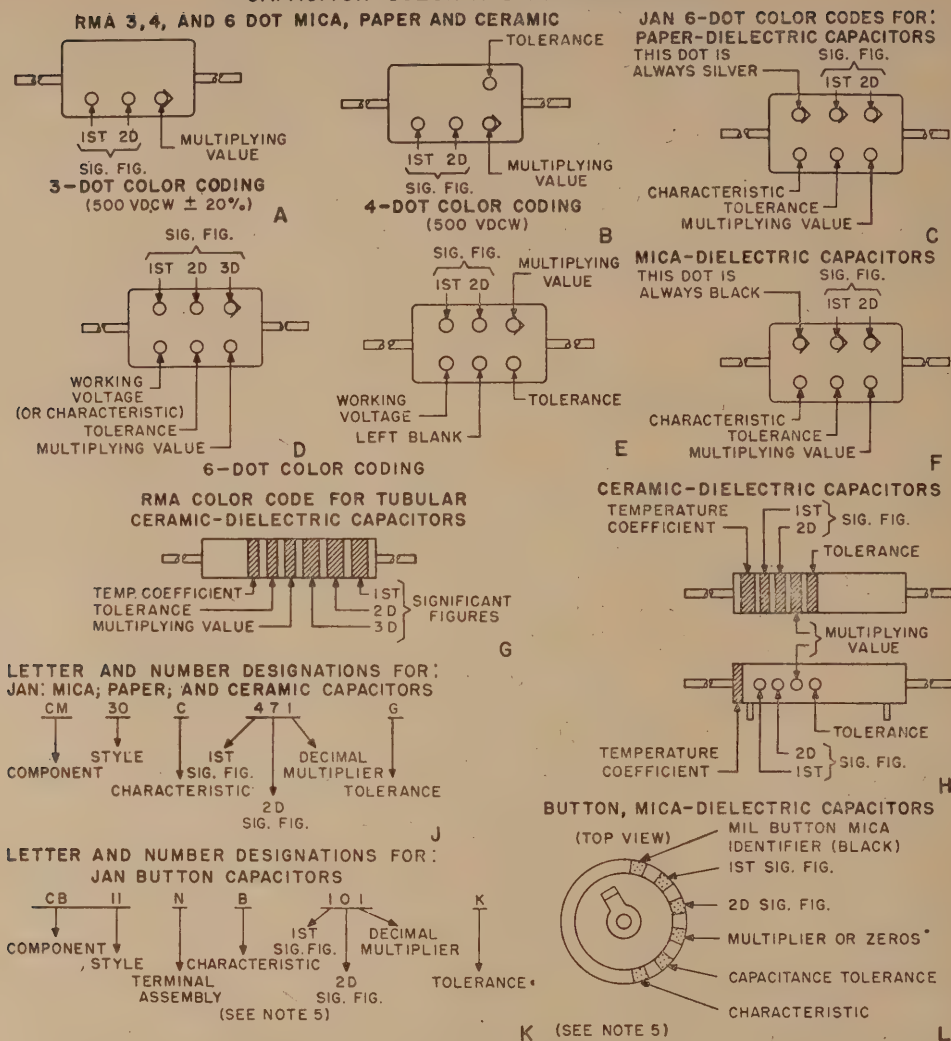 RMA 3,4, AND 6 DOT MICA, PAPER AND CERAMIC
1ST 2D
SIG. FIG.
MULTIPLYING
VALUE
3-DOT COLOR CODING
(500 VDCW ± 20%)
A
TOLERANCE
1ST 2D
SIG. FIG.
MULTIPLYING
VALUE
4-DOT COLOR CODING
(500 VDCW)
B
JAN 6-DOT COLOR CODES FOR:
PAPER-DIELECTRIC CAPACITORS
THIS DOT IS
ALWAYS SILVER
SIG. FIG.
1ST 2D
CHARACTERISTIC
TOLERANCE
MULTIPLYING VALUE
C
SIG. FIG.
1ST 2D 3D
WORKING
VOLTAGE
(OR CHARACTERISTIC)
TOLERANCE
MULTIPLYING VALUE
D
SIG. FIG.
1ST 2D
MULTIPLYING
VALUE
WORKING
VOLTAGE
LEFT BLANK
TOLERANCE
E
6-DOT COLOR CODING
MICA-DIELECTRIC CAPACITORS
THIS DOT IS
ALWAYS BLACK
SIG. FIG.
1ST 2D
CHARACTERISTIC
TOLERANCE
MULTIPLYING VALUE
F
RMA COLOR CODE FOR TUBULAR
CERAMIC-DIELECTRIC CAPACITORS
TEMP. COEFFICIENT
TOLERANCE
MULTIPLYING VALUE
1ST
2D
3D
SIGNIFICANT
FIGURES
G
CERAMIC-DIELECTRIC CAPACITORS
TEMPERATURE
COEFFICIENT
1ST
2D
SIG. FIG.
TOLERANCE
MULTIPLYING
VALUE
TOLERANCE
TEMPERATURE
COEFFICIENT
2D
1ST
SIG. FIG.
H
LETTER AND NUMBER DESIGNATIONS FOR:
JAN: MICA; PAPER; AND CERAMIC CAPACITORS
CM 30 C 471 G
COMPONENT
STYLE
CHARACTERISTIC
1ST
SIG. FIG.
2D
SIG. FIG.
DECIMAL
MULTIPLIER
TOLERANCE
J
LETTER AND NUMBER DESIGNATIONS FOR:
JAN BUTTON CAPACITORS
CB 11 N B 101 K
COMPONENT
STYLE
TERMINAL
ASSEMBLY
CHARACTERISTIC
1ST
SIG. FIG.
2D
SIG. FIG.
DECIMAL
MULTIPLIER
TOLERANCE
(SEE NOTE 5)
K
BUTTON, MICA-DIELECTRIC CAPACITORS
(TOP VIEW)
MIL BUTTON MICA
IDENTIFIER (BLACK)
1ST SIG. FIG.
2D SIG. FIG.
MULTIPLIER OR ZEROS
CAPACITANCE TOLERANCE
CHARACTERISTIC
(SEE NOTE 5)
L